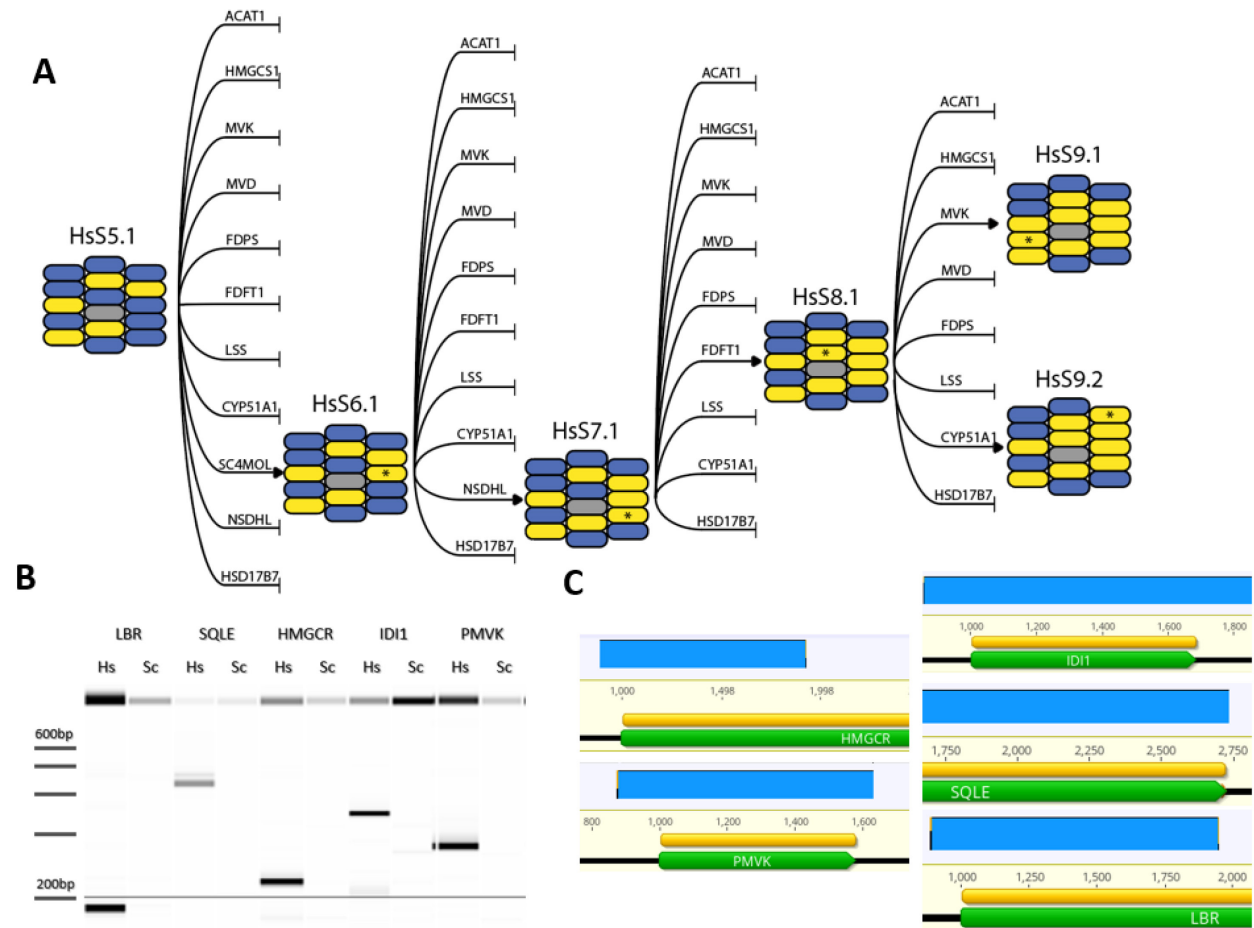 A
HsS5.1
ACAT1
HMGCS1
MVK
MVD
FDPS
FDFT1
LSS
CYP51A1
SC4MOL
NSDHL
HSD17B7
HsS6.1
*
ACAT1
HMGCS1
MVK
MVD
FDPS
FDFT1
LSS
CYP51A1
NSDHL
HSD17B7
HsS7.1
*
ACAT1
HMGCS1
MVK
MVD
FDPS
FDFT1
LSS
CYP51A1
HSD17B7
HsS8.1
*
ACAT1
HMGCS1
MVK
MVD
FDPS
LSS
CYP51A1
HSD17B7
HsS9.1
*
HsS9.2
*
B
LBR SQLE HMGCR IDI1 PMVK
Hs Sc Hs Sc Hs Sc Hs Sc Hs Sc
600bp
200bp
C
1,000 1,498 1,998
HMGCR
800 1,000 1,200 1,400 1,600
PMVK
1,000 1,200 1,400 1,600 1,800
IDI1
1,750 2,000 2,250 2,500 2,750
SQLE
1,000 1,250 1,500 1,750 2,000
LBR